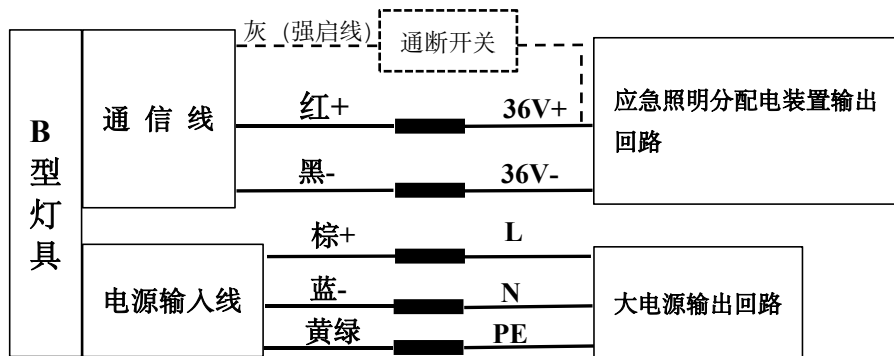 灰（强启线）
通断开关
B
型
灯
具
通 信 线
红+
36V+
应急照明分配电装置输出
回路
黑-
36V-
电源输入线
棕+
L
蓝-
N
黄绿
PE
大电源输出回路